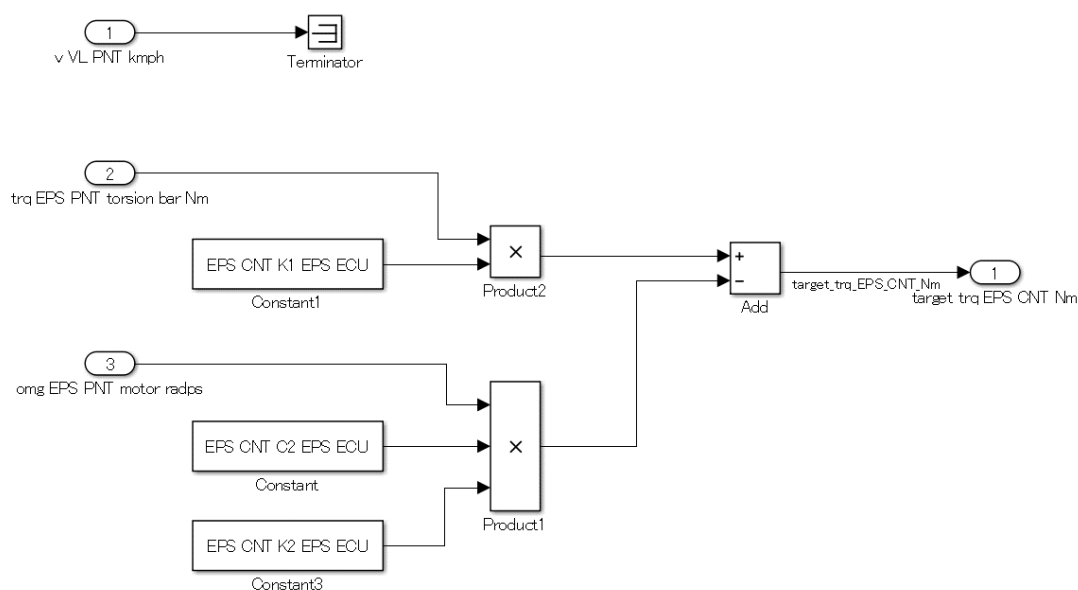 1
v VL PNT kmph
Terminator
2
trq EPS PNT torsion bar Nm
EPS CNT K1 EPS ECU
Constant1
×
Product2
+
−
Add
target_trq_EPS_CNT_Nm
1
target trq EPS CNT Nm
3
omg EPS PNT motor radps
EPS CNT C2 EPS ECU
Constant
×
Product1
EPS CNT K2 EPS ECU
Constant3